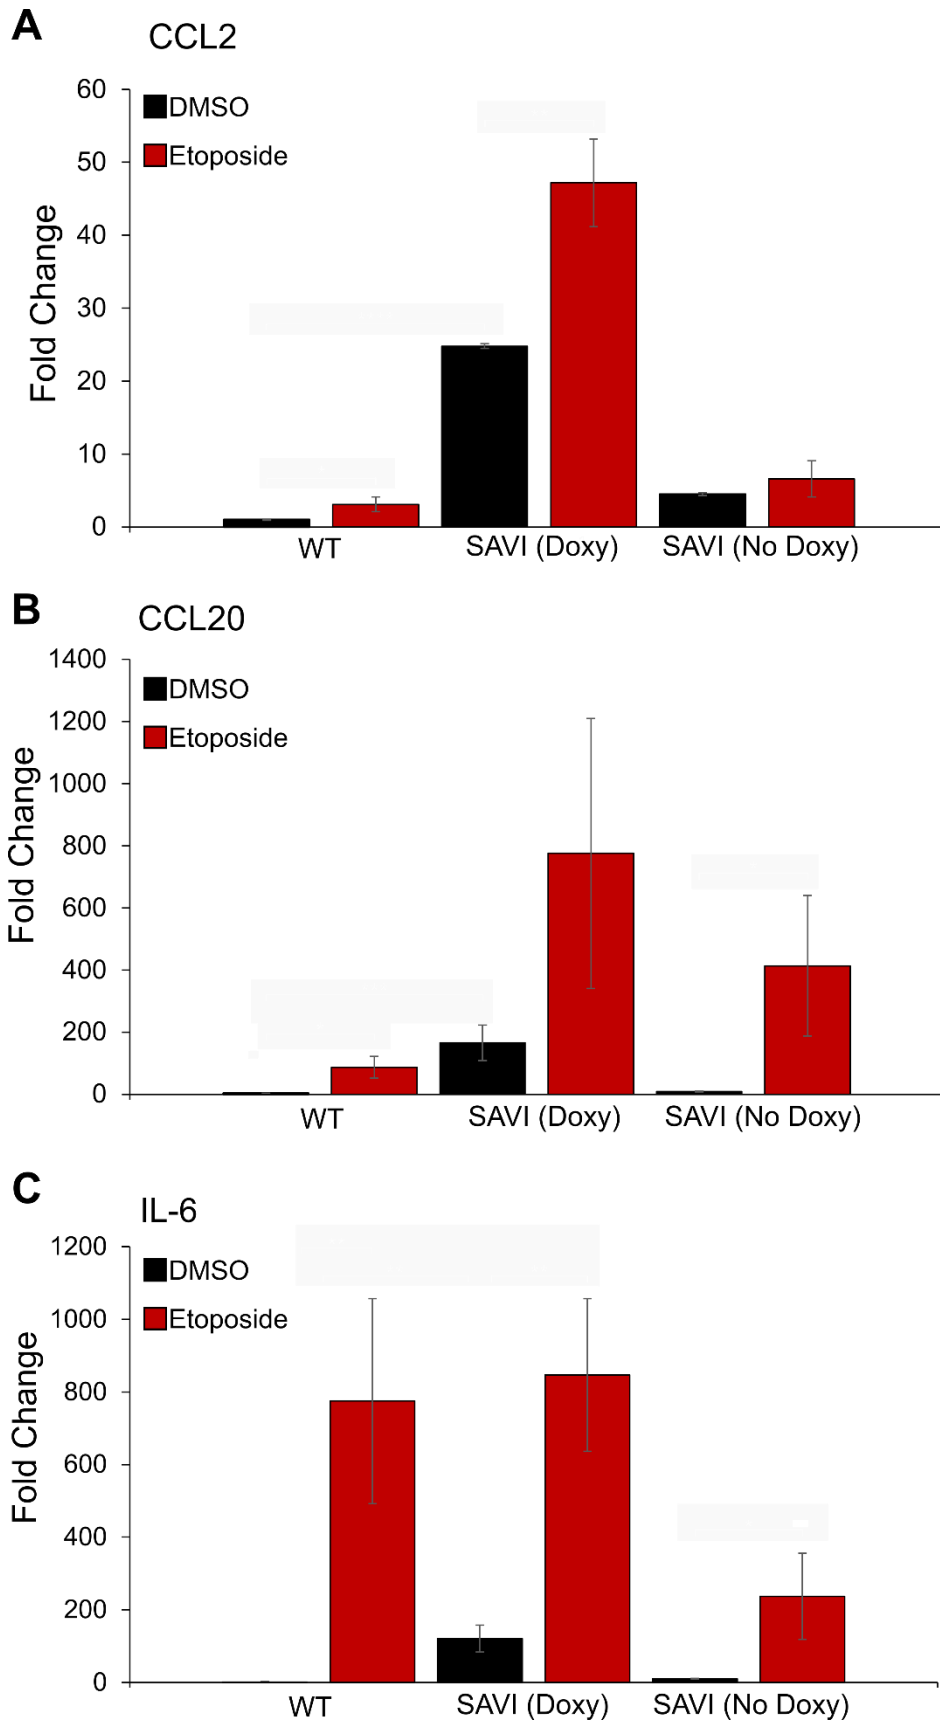 A
CCL2
60
50
40
30
20
10
0
Fold Change
DMSO
Etoposide
WT
SAVI (Doxy)
SAVI (No Doxy)
B
CCL20
1400
1200
1000
800
600
400
200
0
Fold Change
DMSO
Etoposide
WT
SAVI (Doxy)
SAVI (No Doxy)
C
IL-6
1200
1000
800
600
400
200
0
Fold Change
DMSO
Etoposide
WT
SAVI (Doxy)
SAVI (No Doxy)